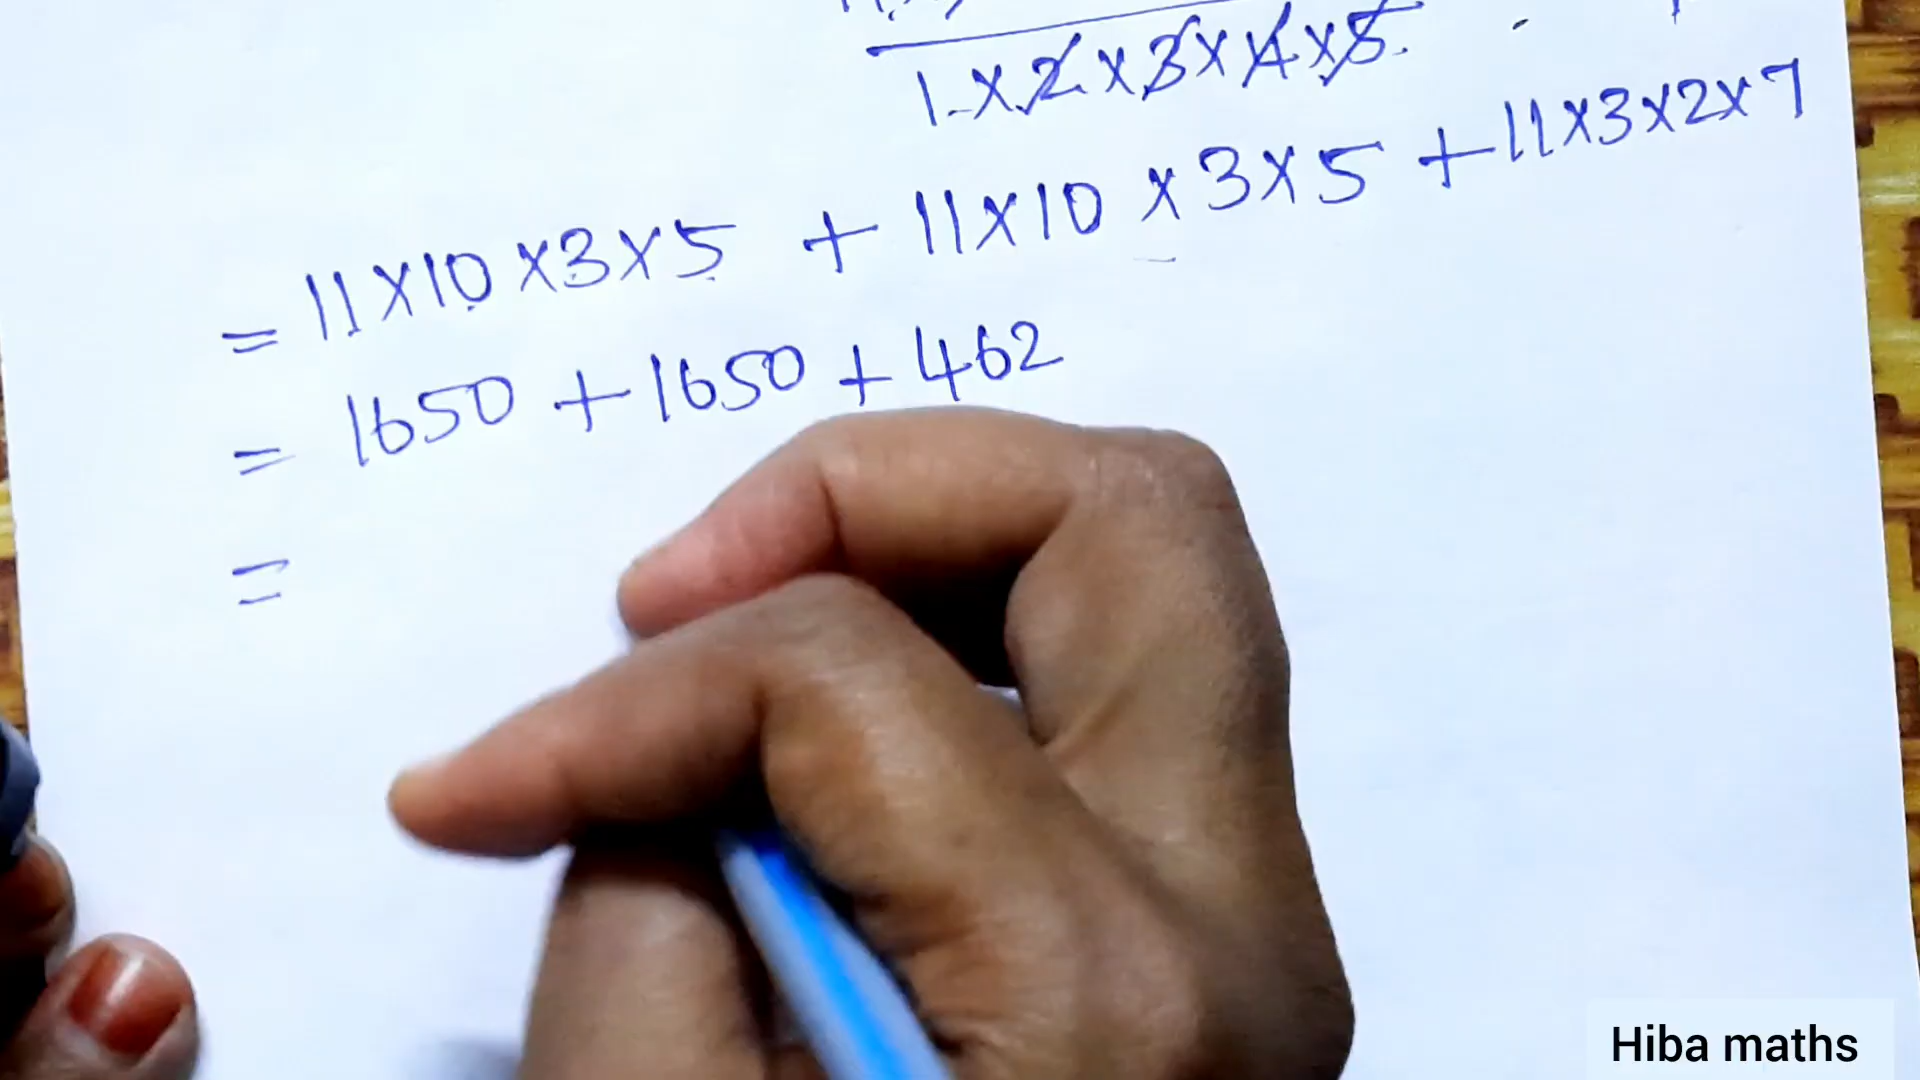 1 × 2 × 3 × 4 × 5
= 11 × 10 × 3 × 5 + 11 × 10 × 3 × 5 + 11 × 3 × 2 × 7
= 1650 + 1650 + 462
=
Hiba maths